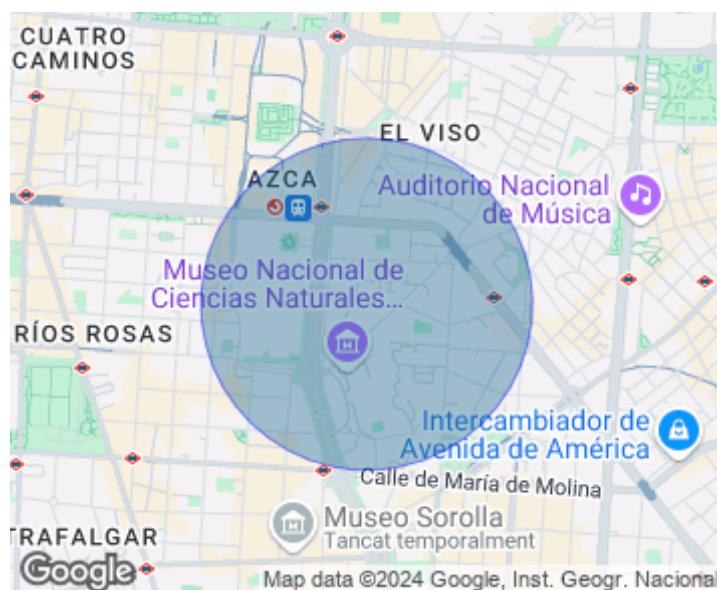 CUATRO
CAMINOS
EL VISO
AZCA
Auditorio Nacional
de Música
Museo Nacional de
Ciencias Naturales...
RÍOS ROSAS
Intercambiador de
Avenida de América
Calle de María de Molina
Museo Sorolla
Tancat temporalment
TRAFALGAR
Google
Map data ©2024 Google, Inst. Geogr. Nacional